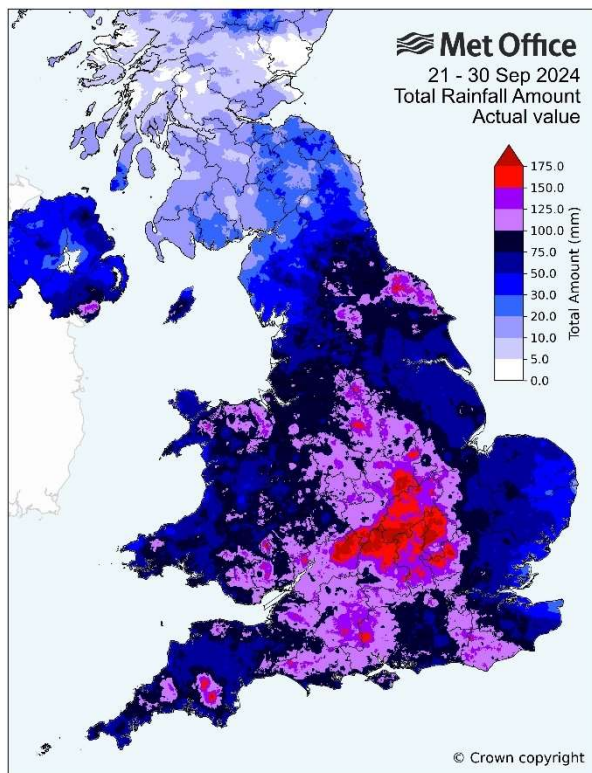 Met Office
21 - 30 Sep 2024
Total Rainfall Amount
Actual value
175.0
150.0
125.0
100.0
75.0
50.0
30.0
20.0
10.0
5.0
0.0
Total Amount (mm)
© Crown copyright